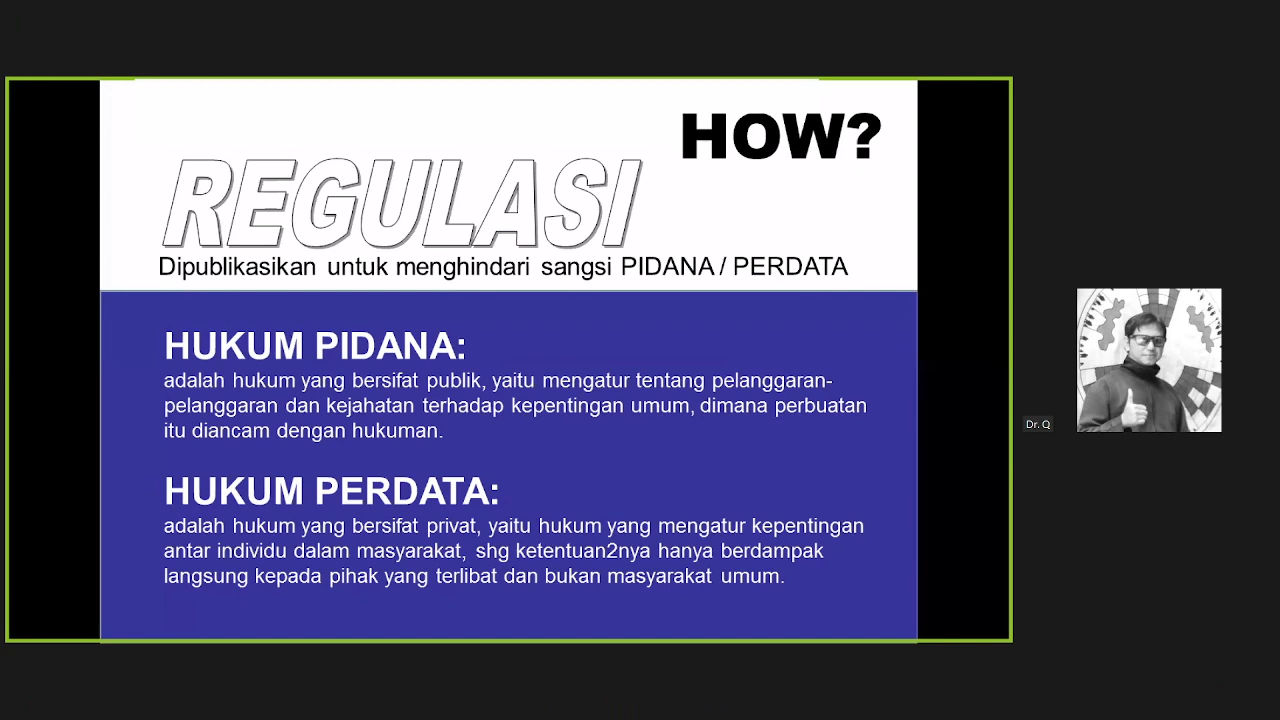 HOW?
REGULASI
Dipublikasikan untuk menghindari sangsi PIDANA / PERDATA
HUKUM PIDANA:
adalah hukum yang bersifat publik, yaitu mengatur tentang pelanggaran-
pelanggaran dan kejahatan terhadap kepentingan umum, dimana perbuatan
itu diancam dengan hukuman.
HUKUM PERDATA:
adalah hukum yang bersifat privat, yaitu hukum yang mengatur kepentingan
antar individu dalam masyarakat, shg ketentuan2nya hanya berdampak
langsung kepada pihak yang terlibat dan bukan masyarakat umum.
Dr. Q